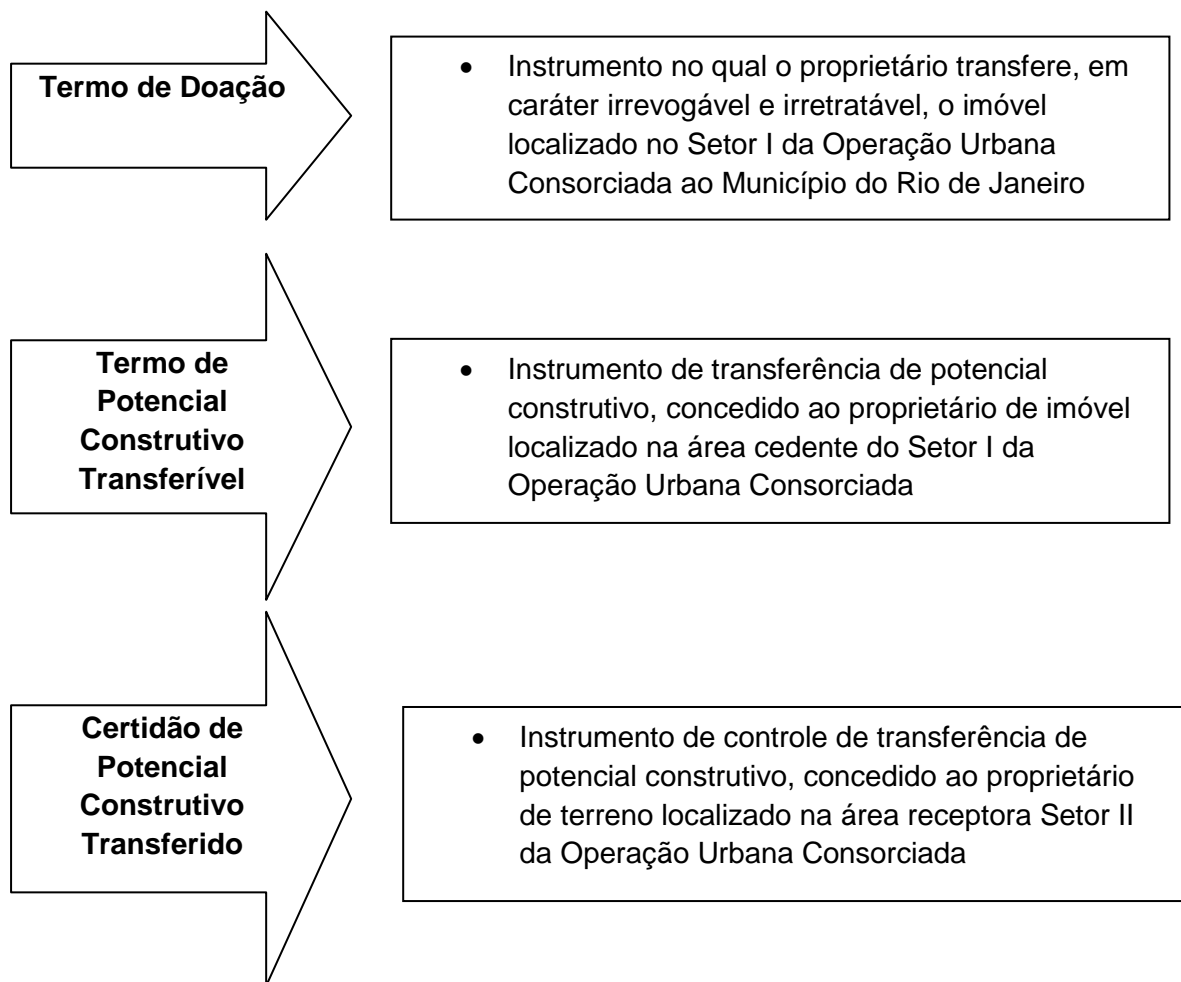 Termo de Doação
• Instrumento no qual o proprietário transfere, em
caráter irrevogável e irretratável, o imóvel
localizado no Setor I da Operação Urbana
Consorciada ao Município do Rio de Janeiro
Termo de
Potencial
Construtivo
Transferível
• Instrumento de transferência de potencial
construtivo, concedido ao proprietário de imóvel
localizado na área cedente do Setor I da
Operação Urbana Consorciada
Certidão de
Potencial
Construtivo
Transferido
• Instrumento de controle de transferência de
potencial construtivo, concedido ao proprietário
de terreno localizado na área receptora Setor II
da Operação Urbana Consorciada